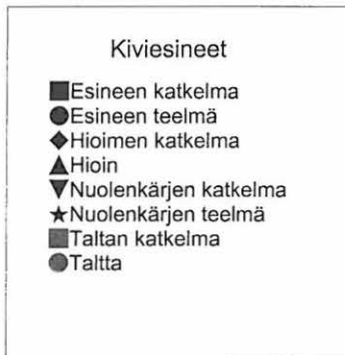 Kiviesineet
Esineen katkelma
Esineen teelmä
Hioimen katkelma
Hioin
Nuolenkärjen katkelma
Nuolenkärjen teelmä
Taltan katkelma
Taltta